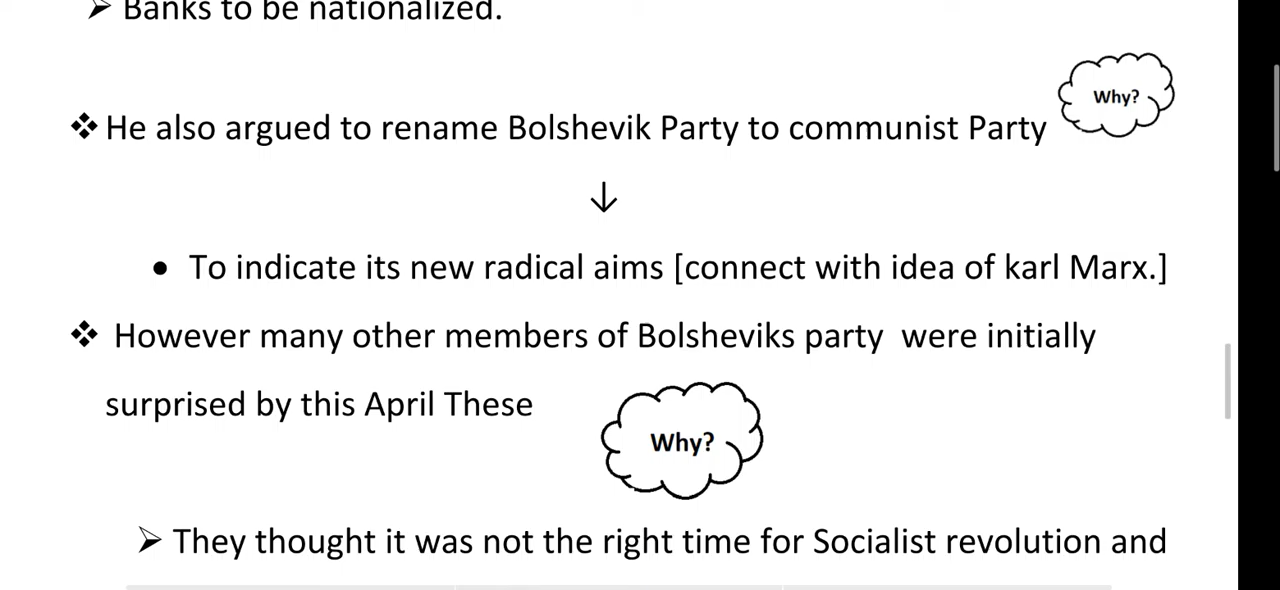 ➢ Banks to be nationalized.
Why?
❖ He also argued to rename Bolshevik Party to communist Party
↓
• To indicate its new radical aims [connect with idea of karl Marx.]
❖ However many other members of Bolsheviks party were initially
surprised by this April These
Why?
➢ They thought it was not the right time for Socialist revolution and